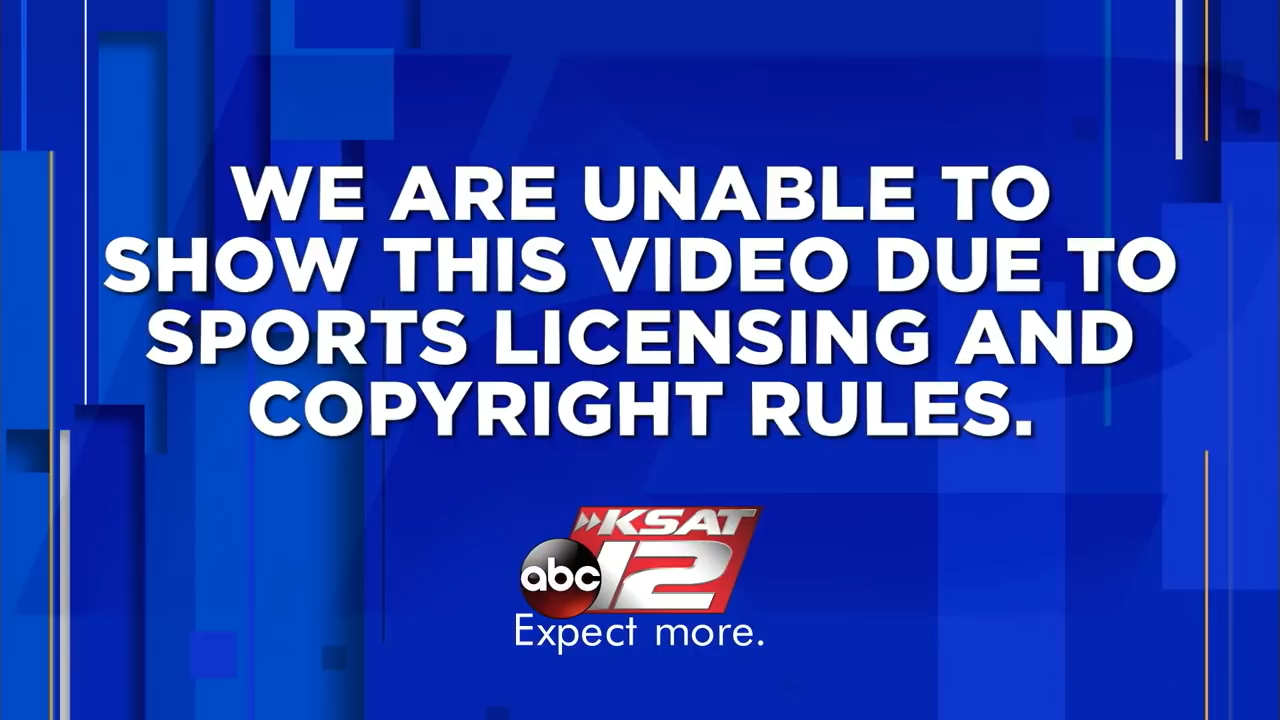 WE ARE UNABLE TO
SHOW THIS VIDEO DUE TO
SPORTS LICENSING AND
COPYRIGHT RULES.
KSAT
abc 12
Expect more.